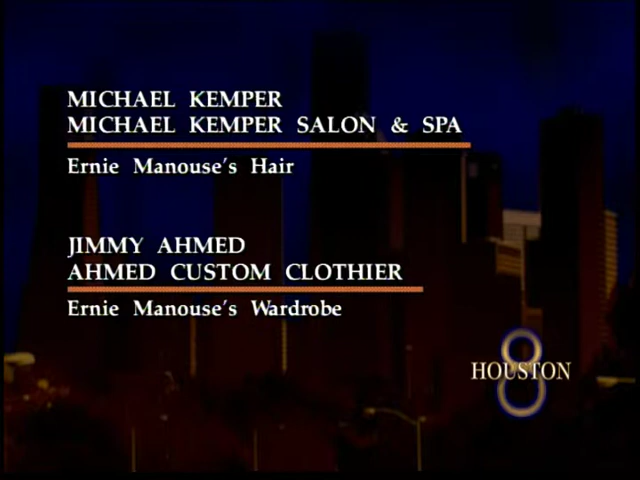 MICHAEL KEMPER
MICHAEL KEMPER SALON & SPA
Ernie Manouse's Hair
JIMMY AHMED
AHMED CUSTOM CLOTHIER
Ernie Manouse's Wardrobe
8
HOUSTON